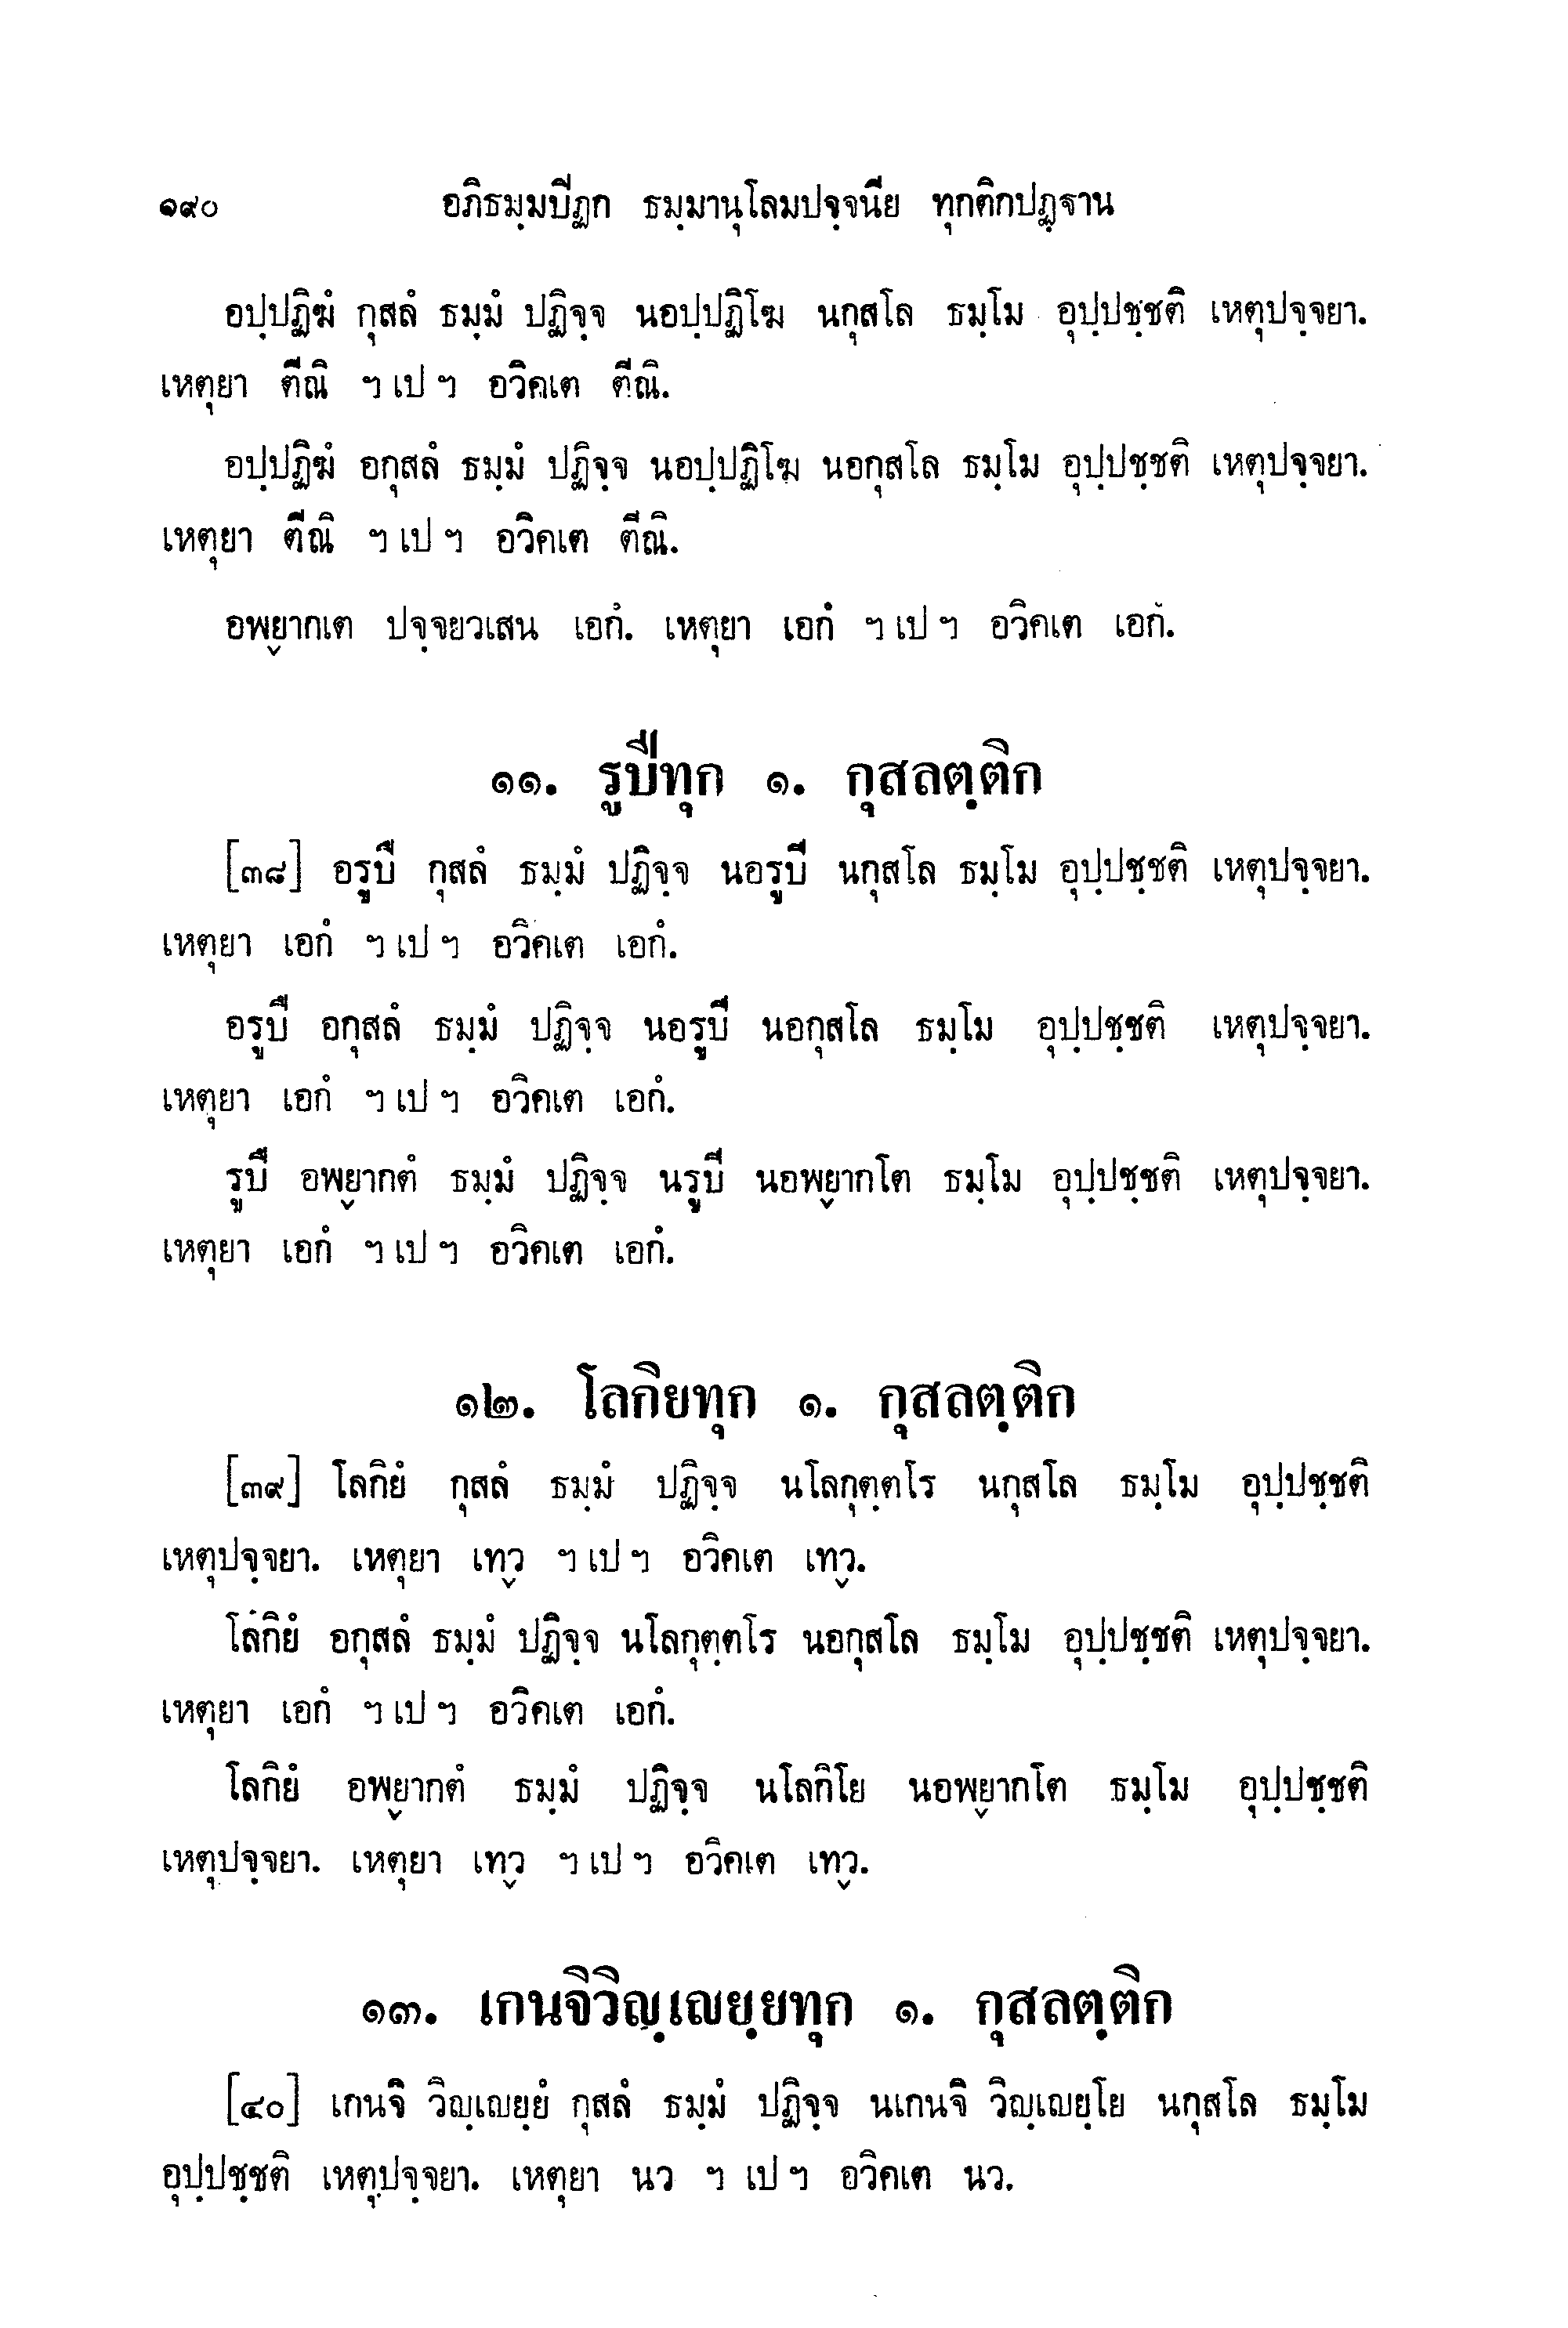 ๑๙๐ อภิธมฺมปีฏก ธมฺมานุโลมปจฺจนีย ทุกติกปฏฺฐาน
อปฺปฏิฆํ กุสลํ ธมฺมํ ปฏิจฺจ นอปฺปฏิโฆ นกุสโล ธมฺโม อุปฺปชฺชติ เหตุปจฺจยา.
เหตุยา ตีณิ ฯ เป ฯ อวิคเต ตีณิ.
อปฺปฏิฆํ อกุสลํ ธมฺมํ ปฏิจฺจ นอปฺปฏิโฆ นอกุสโล ธมฺโม อุปฺปชฺชติ เหตุปจฺจยา.
เหตุยา ตีณิ ฯ เป ฯ อวิคเต ตีณิ.
อพฺยากเต ปจฺจยวเสน เอกํ. เหตุยา เอกํ ฯ เป ฯ อวิคเต เอกํ.
๑๑. รูปีทุก ๑. กุสลตฺติก
[๓๘] อรูปึ กุสลํ ธมฺมํ ปฏิจฺจ นอรูปี นกุสโล ธมฺโม อุปฺปชฺชติ เหตุปจฺจยา.
เหตุยา เอกํ ฯ เป ฯ อวิคเต เอกํ.
อรูปึ อกุสลํ ธมฺมํ ปฏิจฺจ นอรูปี นอกุสโล ธมฺโม อุปฺปชฺชติ เหตุปจฺจยา.
เหตุยา เอกํ ฯ เป ฯ อวิคเต เอกํ.
รูปึ อพฺยากตํ ธมฺมํ ปฏิจฺจ นรูปี นอพฺยากโต ธมฺโม อุปฺปชฺชติ เหตุปจฺจยา.
เหตุยา เอกํ ฯ เป ฯ อวิคเต เอกํ.
๑๒. โลกิยทุก ๑. กุสลตฺติก
[๓๙] โลกิยํ กุสลํ ธมฺมํ ปฏิจฺจ นโลกุตฺตโร นกุสโล ธมฺโม อุปฺปชฺชติ
เหตุปจฺจยา. เหตุยา เทฺว ฯ เป ฯ อวิคเต เทฺว.
โลกิยํ อกุสลํ ธมฺมํ ปฏิจฺจ นโลกุตฺตโร นอกุสโล ธมฺโม อุปฺปชฺชติ เหตุปจฺจยา.
เหตุยา เอกํ ฯ เป ฯ อวิคเต เอกํ.
โลกิยํ อพฺยากตํ ธมฺมํ ปฏิจฺจ นโลกิโย นอพฺยากโต ธมฺโม อุปฺปชฺชติ
เหตุปจฺจยา. เหตุยา เทฺว ฯ เป ฯ อวิคเต เทฺว.
๑๓. เกนจิวิญฺเญยฺยทุก ๑. กุสลตฺติก
[๔๐] เกนจิ วิญฺเญยฺยํ กุสลํ ธมฺมํ ปฏิจฺจ นเกนจิ วิญฺเญยฺโย นกุสโล ธมฺโม
อุปฺปชฺชติ เหตุปจฺจยา. เหตุยา นว ฯ เป ฯ อวิคเต นว.